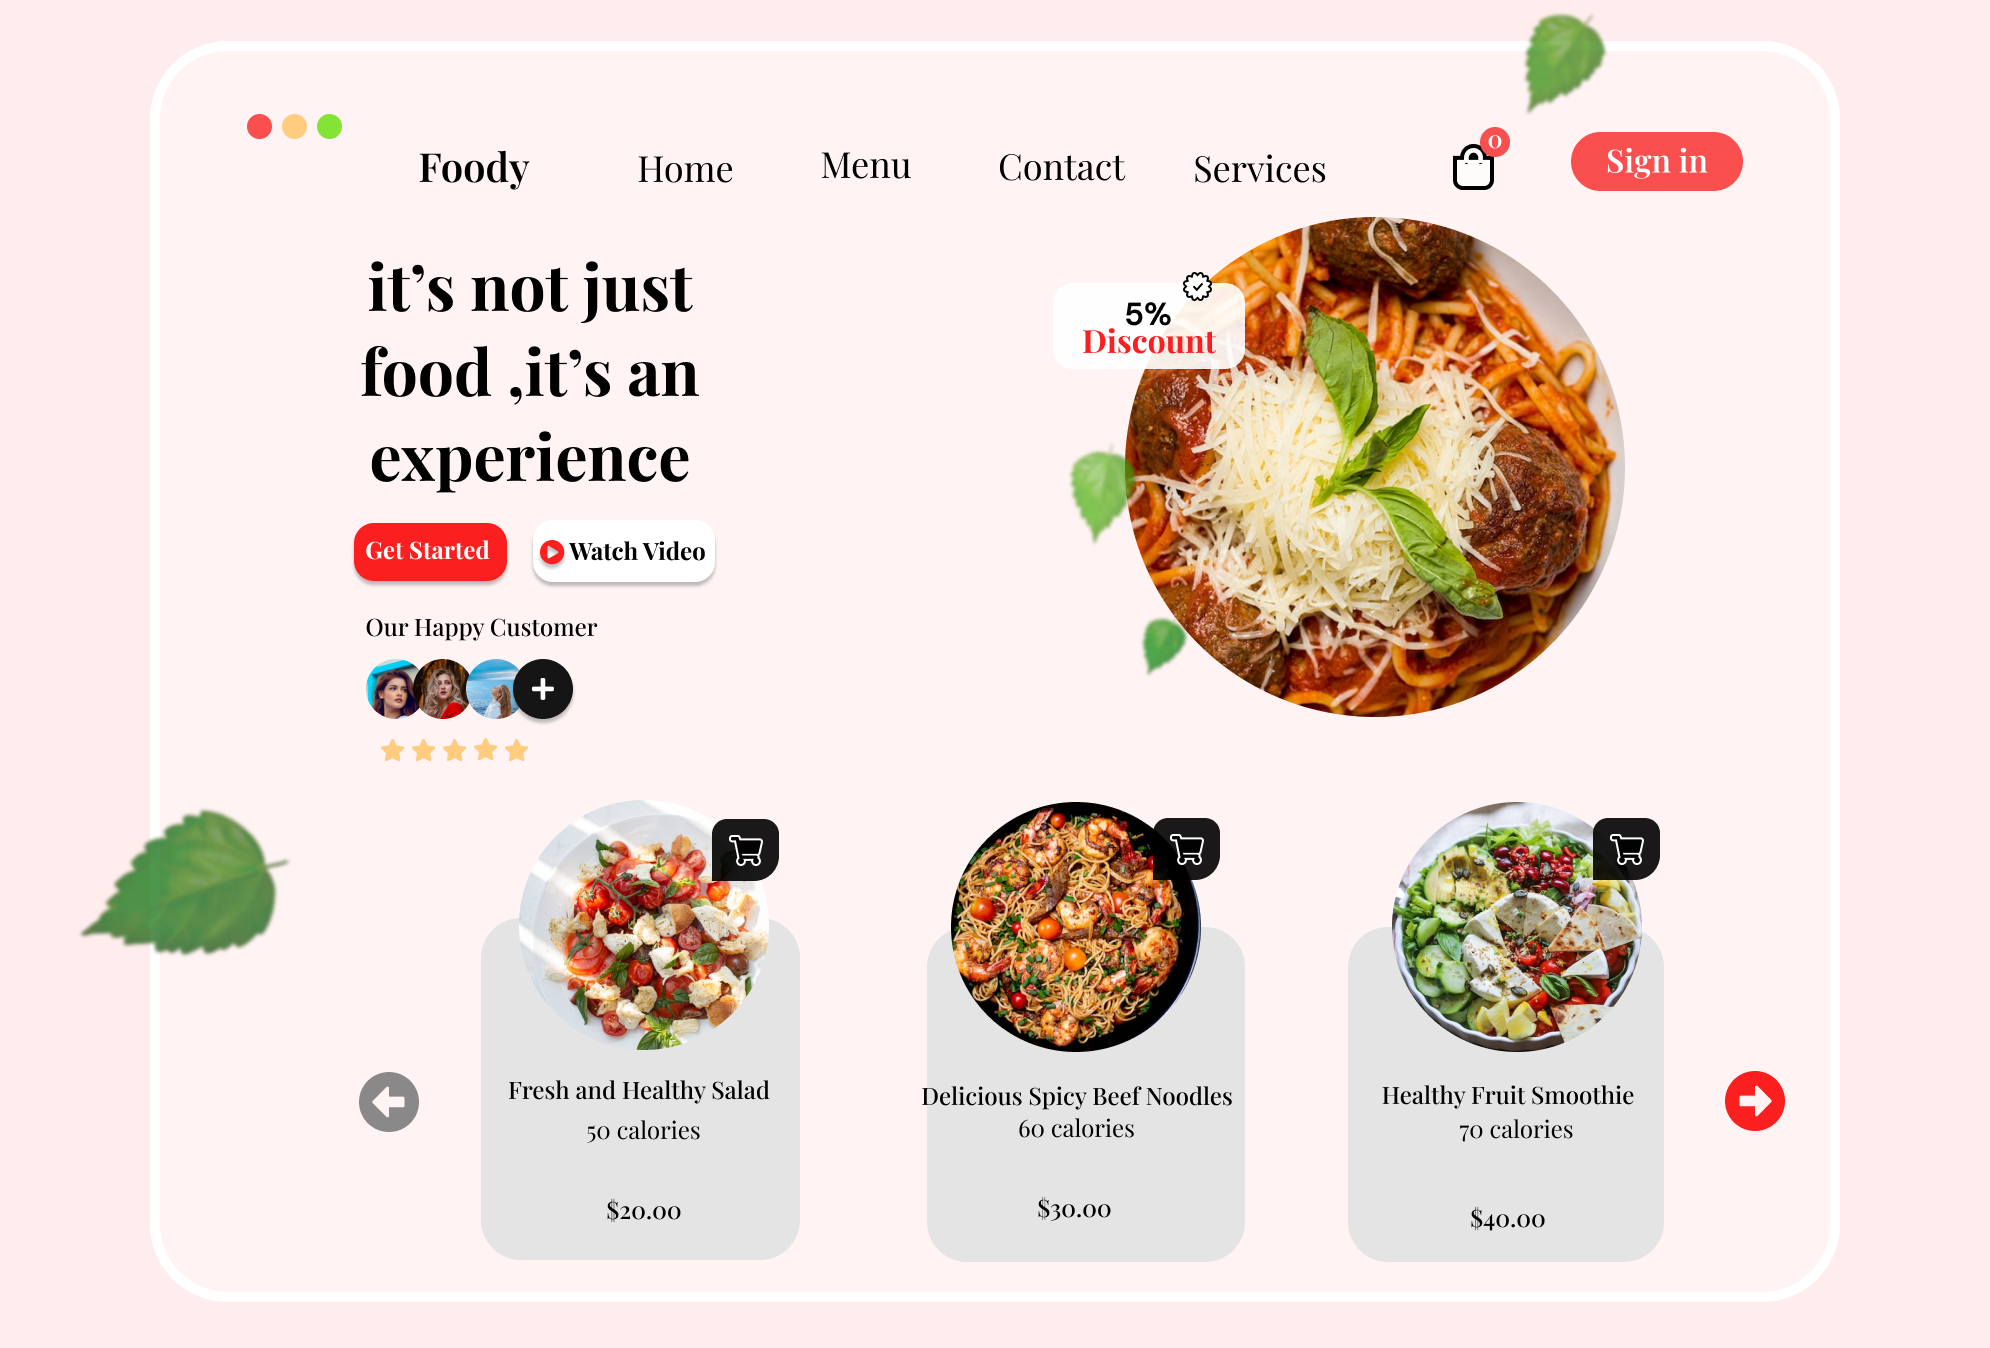 Foody Home Menu Contact Services 0 Sign in
it’s not just
food ,it’s an
experience
5%
Discount
Get Started
Watch Video
Our Happy Customer
Fresh and Healthy Salad
50 calories
$20.00
Delicious Spicy Beef Noodles
60 calories
$30.00
Healthy Fruit Smoothie
70 calories
$40.00